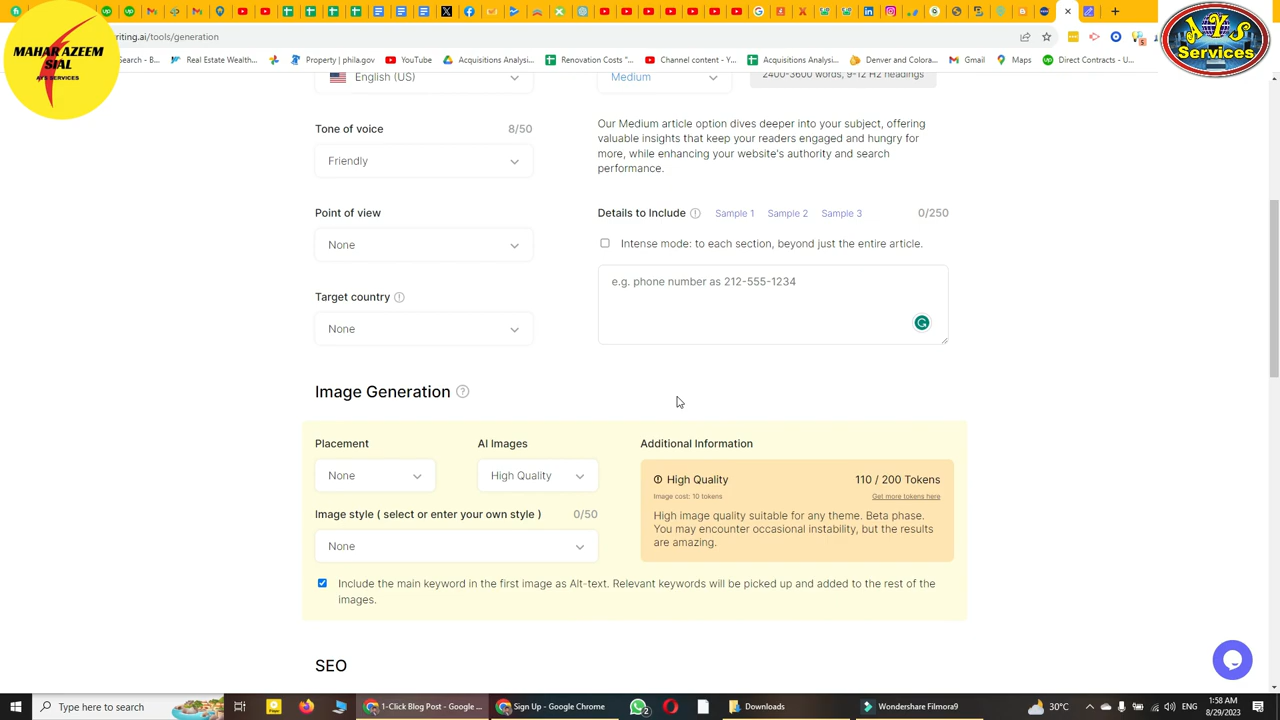 MAHAR AZEEM
SIAL
AYS SERVICES
AYS
Services
riting.ai/tools/generation
Search - B...
Real Estate Wealth...
Property | phila.gov
YouTube
Acquisitions Analysi...
Renovation Costs "...
Channel content - Y...
Acquisitions Analysi...
Denver and Colora...
Gmail
Maps
Direct Contracts - U...
English (US)
Medium
2400-3600 words, 9-12 H2 headings
Tone of voice 8/50
Friendly
Our Medium article option dives deeper into your subject, offering
valuable insights that keep your readers engaged and hungry for
more, while enhancing your website's authority and search
performance.
Point of view
None
Details to Include Sample 1 Sample 2 Sample 3 0/250
Intense mode: to each section, beyond just the entire article.
e.g. phone number as 212-555-1234
Target country
None
Image Generation
Placement
None
AI Images
High Quality
Additional Information
High Quality 110 / 200 Tokens
Image cost: 10 tokens Get more tokens here
High image quality suitable for any theme. Beta phase.
You may encounter occasional instability, but the results
are amazing.
Image style ( select or enter your own style ) 0/50
None
Include the main keyword in the first image as Alt-text. Relevant keywords will be picked up and added to the rest of the
images.
SEO
Type here to search
1-Click Blog Post - Google ...
Sign Up - Google Chrome
2
Downloads
Wondershare Filmora9
30°C
ENG
1:58 AM
8/29/2023